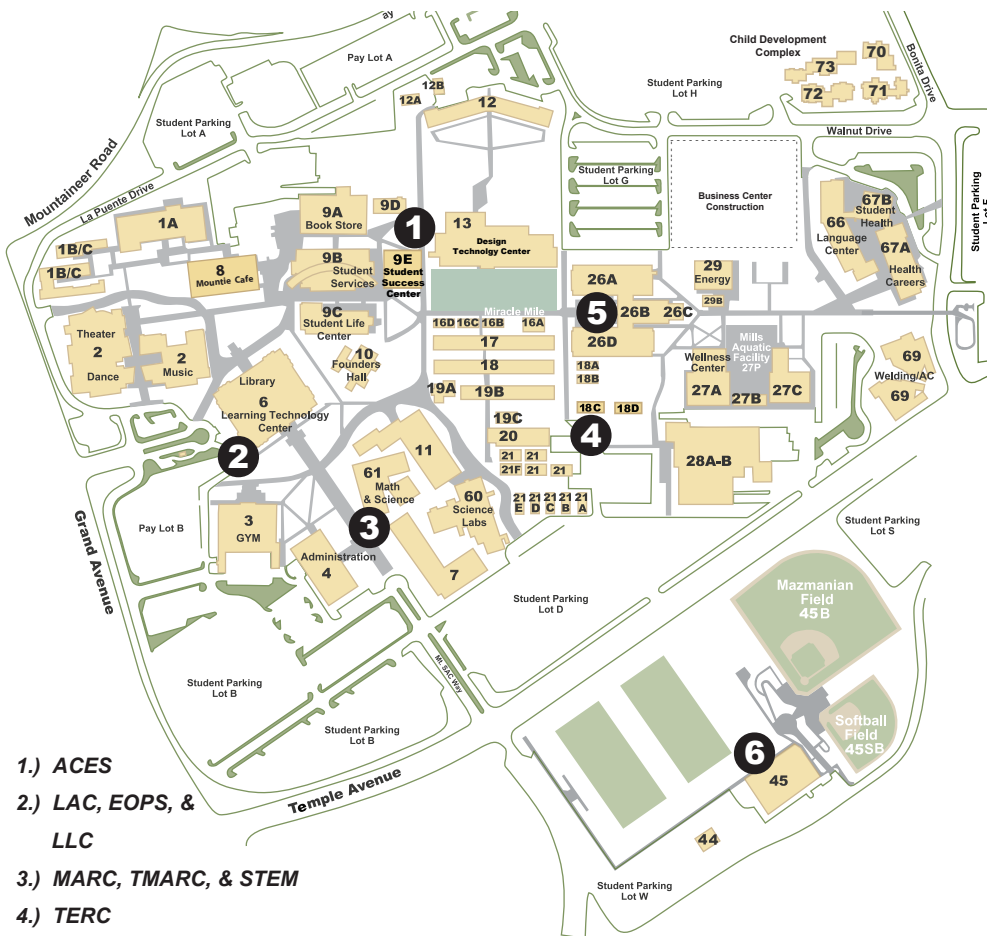 ay
Pay Lot A
Child Development
Complex
70
73
72
71
Bonita Drive
Student Parking
Lot H
12B
12A
12
Student Parking
Lot A
Mountaineer Road
La Puente Drive
Walnut Drive
Student Parking
Lot G
Business Center
Construction
Student Parking
1A
1B/C
1B/C
9A
Book Store
9D
1
13
Design
Technolgy Center
67B
Student
Health
66
Language
Center
67A
Health
Careers
8
Mountie Cafe
9B
Student
Services
9E
Student
Success
Center
26A
29
Energy
29B
Miracle Mile
5
26B
26C
9C
Student Life
Center
16D
16C
16B
16A
17
26D
Mills
Aquatic
Facility
27P
Theater
2
Dance
2
Music
10
Founders
Hall
18
18A
18B
Wellness
Center
27A
27B
27C
69
Welding/AC
69
Library
6
Learning Technology
Center
19A
19B
18C
18D
19C
20
4
2
11
61
Math
& Science
21
21
21F
21
21
28A-B
60
Science
Labs
21
E
21
D
21
C
21
B
21
A
Grand Avenue
Pay Lot B
3
GYM
3
Administration
4
7
Student Parking
Lot S
Student Parking
Lot D
Mazmanian
Field
45B
Mt. SAC Way
Student Parking
Lot B
Student Parking
Lot B
Softball
Field
45SB
6
45
Temple Avenue
44
Student Parking
Lot W
1.) ACES
2.) LAC, EOPS, &
LLC
3.) MARC, TMARC, & STEM
4.) TERC